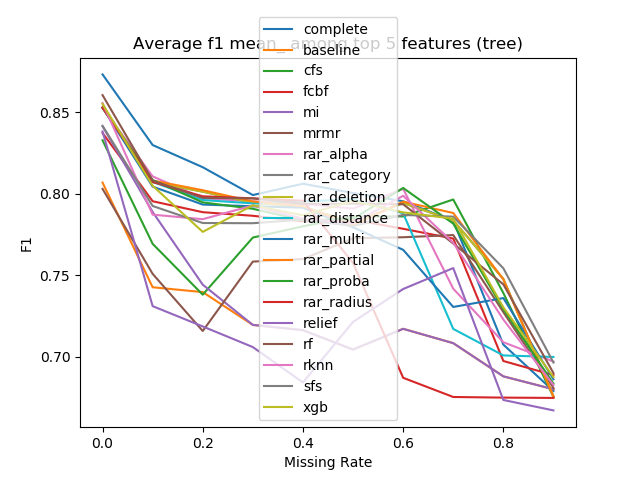 Average f1 mean_ among top 5 features (tree)
complete
baseline
cfs
fcbf
mi
mrmr
rar_alpha
rar_category
rar_deletion
rar_distance
rar_multi
rar_partial
rar_proba
rar_radius
relief
rf
rknn
sfs
xgb
F1
0.85
0.80
0.75
0.70
0.0 0.2 0.4 0.6 0.8
Missing Rate